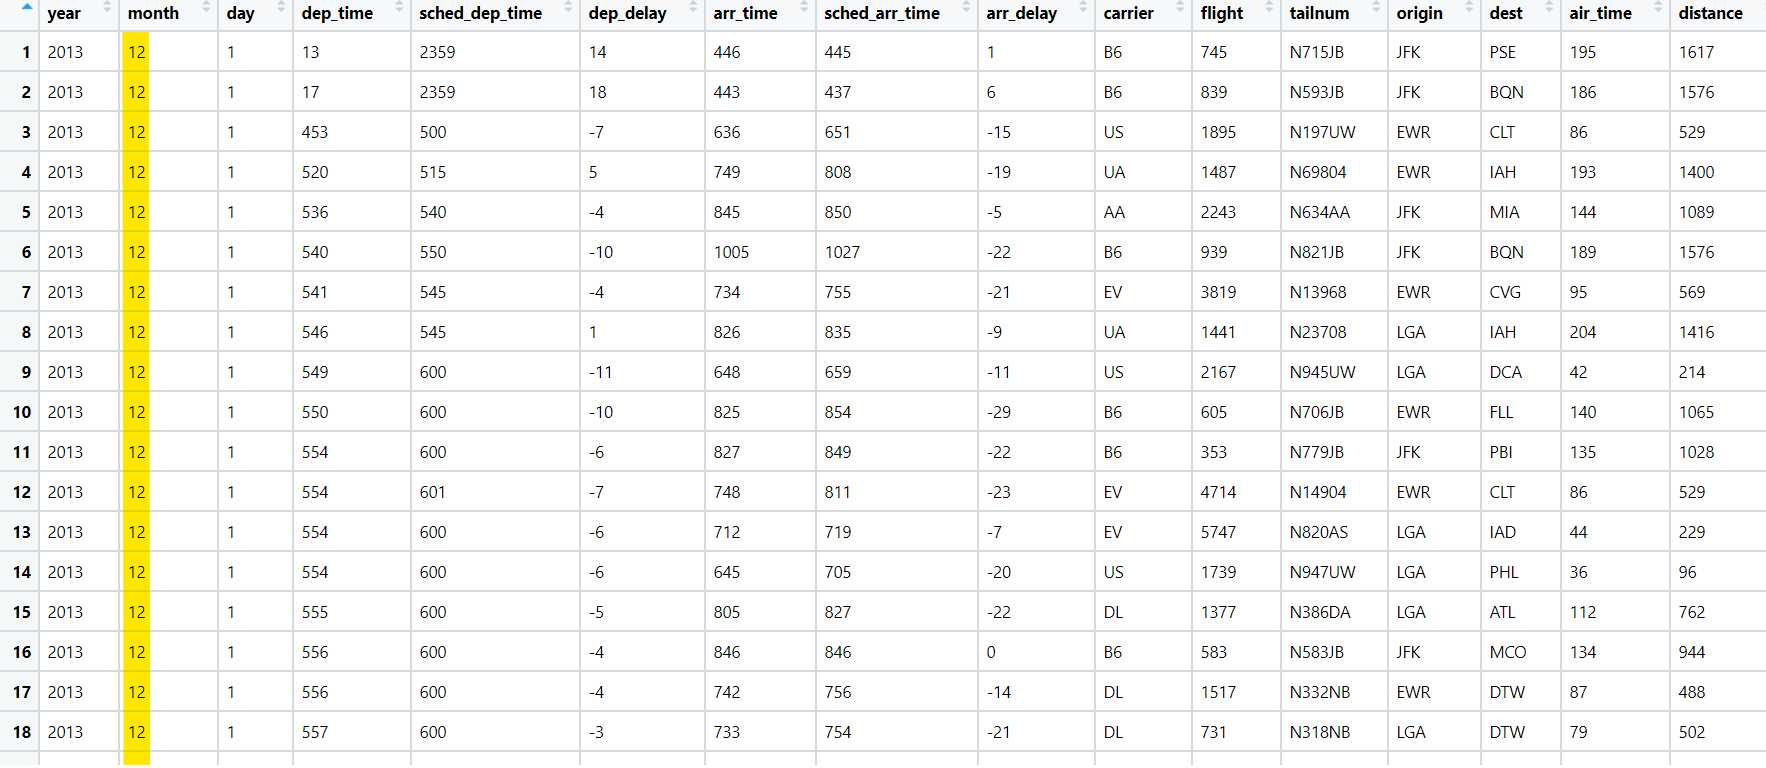 year month day dep_time sched_dep_time dep_delay arr_time sched_arr_time arr_delay carrier flight tailnum origin dest air_time distance
1 2013 12 1 13 2359 14 446 445 1 B6 745 N715JB JFK PSE 195 1617
2 2013 12 1 17 2359 18 443 437 6 B6 839 N593JB JFK BQN 186 1576
3 2013 12 1 453 500 -7 636 651 -15 US 1895 N197UW EWR CLT 86 529
4 2013 12 1 520 515 5 749 808 -19 UA 1487 N69804 EWR IAH 193 1400
5 2013 12 1 536 540 -4 845 850 -5 AA 2243 N634AA JFK MIA 144 1089
6 2013 12 1 540 550 -10 1005 1027 -22 B6 939 N821JB JFK BQN 189 1576
7 2013 12 1 541 545 -4 734 755 -21 EV 3819 N13968 EWR CVG 95 569
8 2013 12 1 546 545 1 826 835 -9 UA 1441 N23708 LGA IAH 204 1416
9 2013 12 1 549 600 -11 648 659 -11 US 2167 N945UW LGA DCA 42 214
10 2013 12 1 550 600 -10 825 854 -29 B6 605 N706JB EWR FLL 140 1065
11 2013 12 1 554 600 -6 827 849 -22 B6 353 N779JB JFK PBI 135 1028
12 2013 12 1 554 601 -7 748 811 -23 EV 4714 N14904 EWR CLT 86 529
13 2013 12 1 554 600 -6 712 719 -7 EV 5747 N820AS LGA IAD 44 229
14 2013 12 1 554 600 -6 645 705 -20 US 1739 N947UW LGA PHL 36 96
15 2013 12 1 555 600 -5 805 827 -22 DL 1377 N386DA LGA ATL 112 762
16 2013 12 1 556 600 -4 846 846 0 B6 583 N583JB JFK MCO 134 944
17 2013 12 1 556 600 -4 742 756 -14 DL 1517 N332NB EWR DTW 87 488
18 2013 12 1 557 600 -3 733 754 -21 DL 731 N318NB LGA DTW 79 502